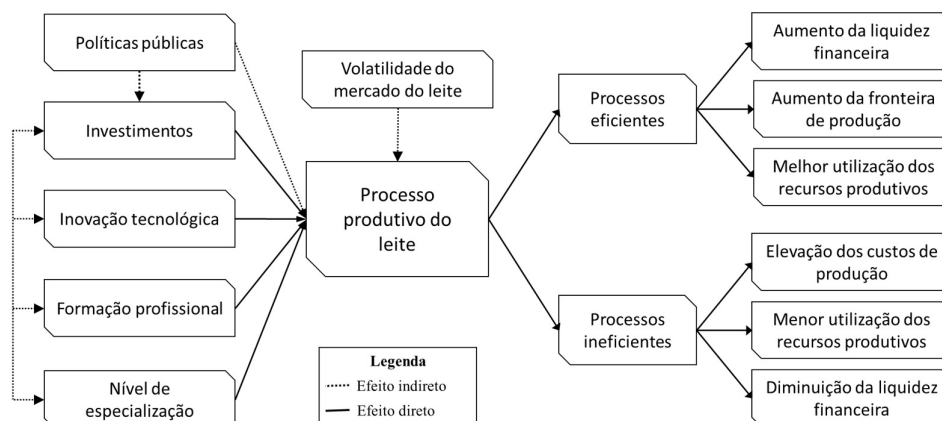 Políticas públicas
Investimentos
Inovação tecnológica
Formação profissional
Nível de
especialização
Volatilidade do
mercado do leite
Processo
produtivo do
leite
Legenda
Efeito indireto
Efeito direto
Processos
eficientes
Processos
ineficientes
Aumento da liquidez
financeira
Aumento da fronteira
de produção
Melhor utilização dos
recursos produtivos
Elevação dos custos de
produção
Menor utilização dos
recursos produtivos
Diminuição da liquidez
financeira